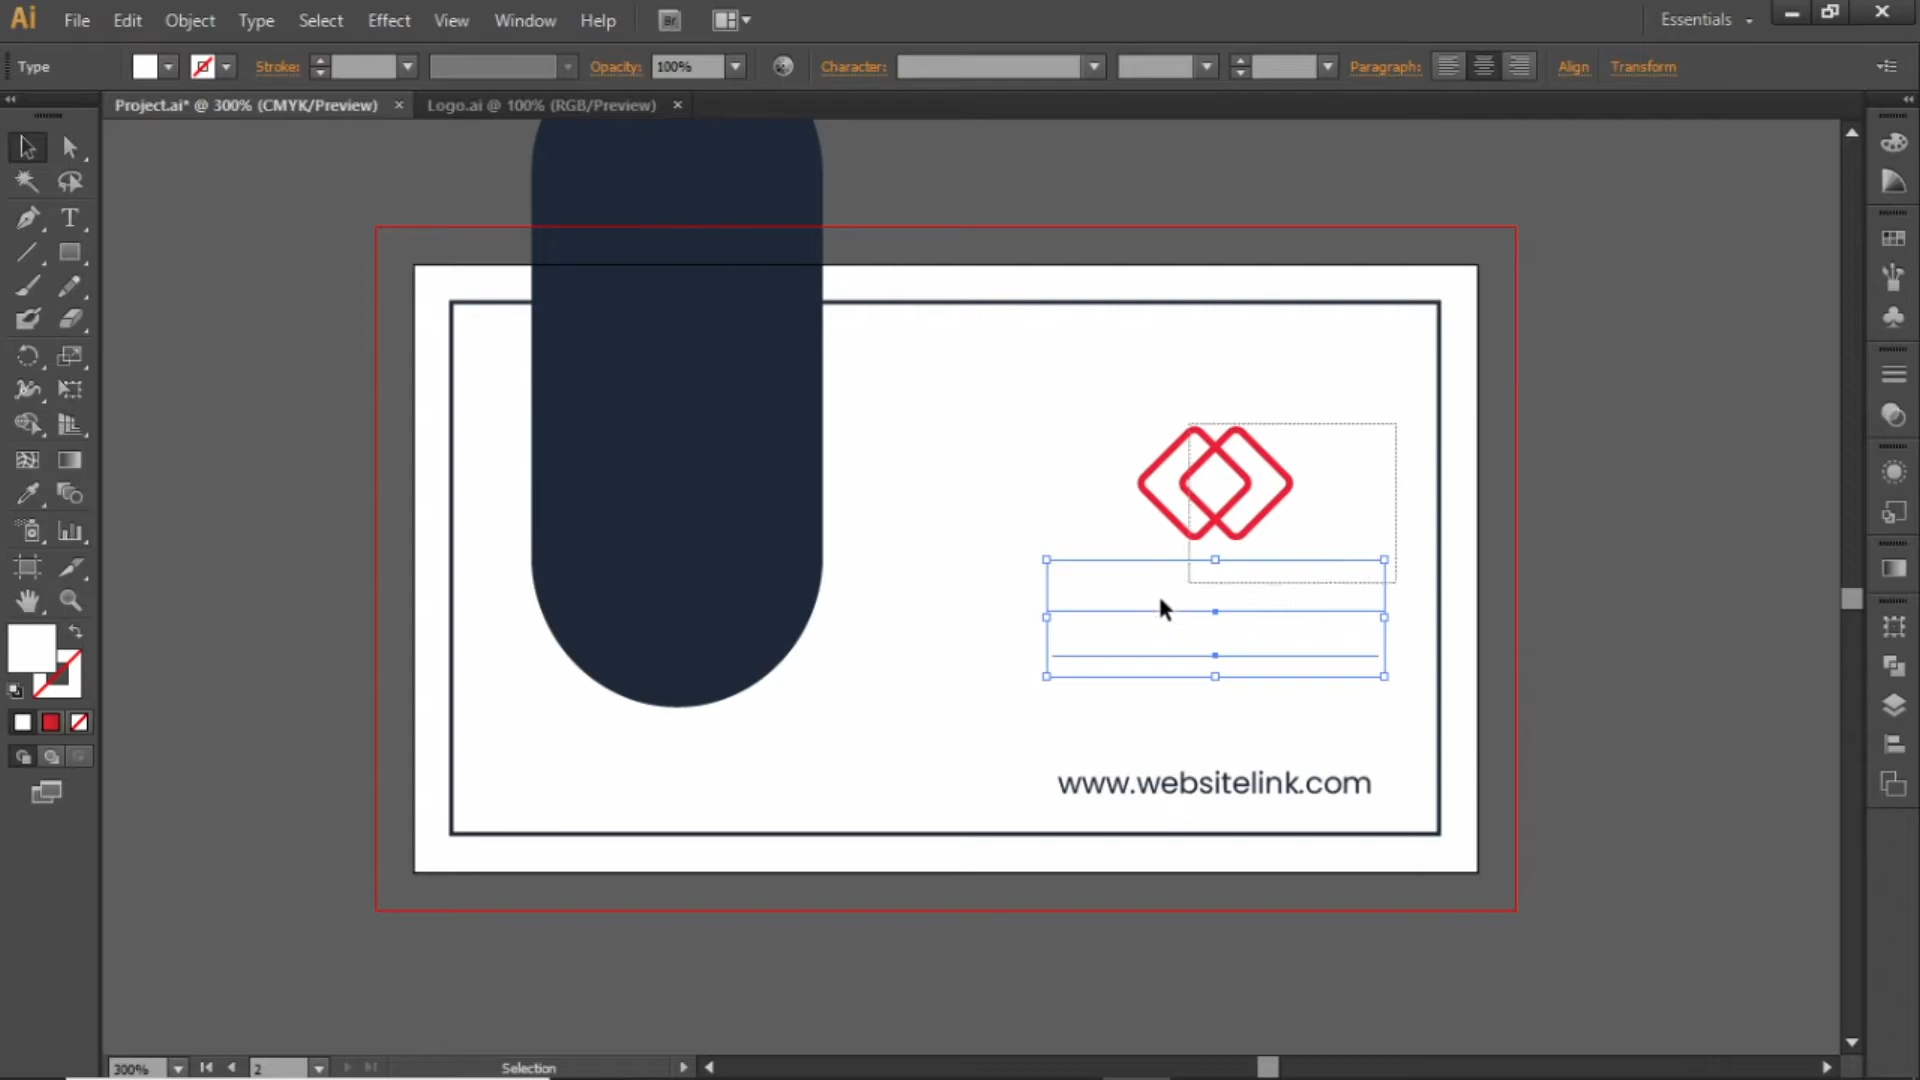 Ai File Edit Object Type Select Effect View Window Help Br Essentials
Type Stroke: Opacity: 100% Character: Paragraph: Align Transform
Project.ai* @ 300% (CMYK/Preview) × Logo.ai @ 100% (RGB/Preview) ×
www.websitelink.com
300% 2 Selection